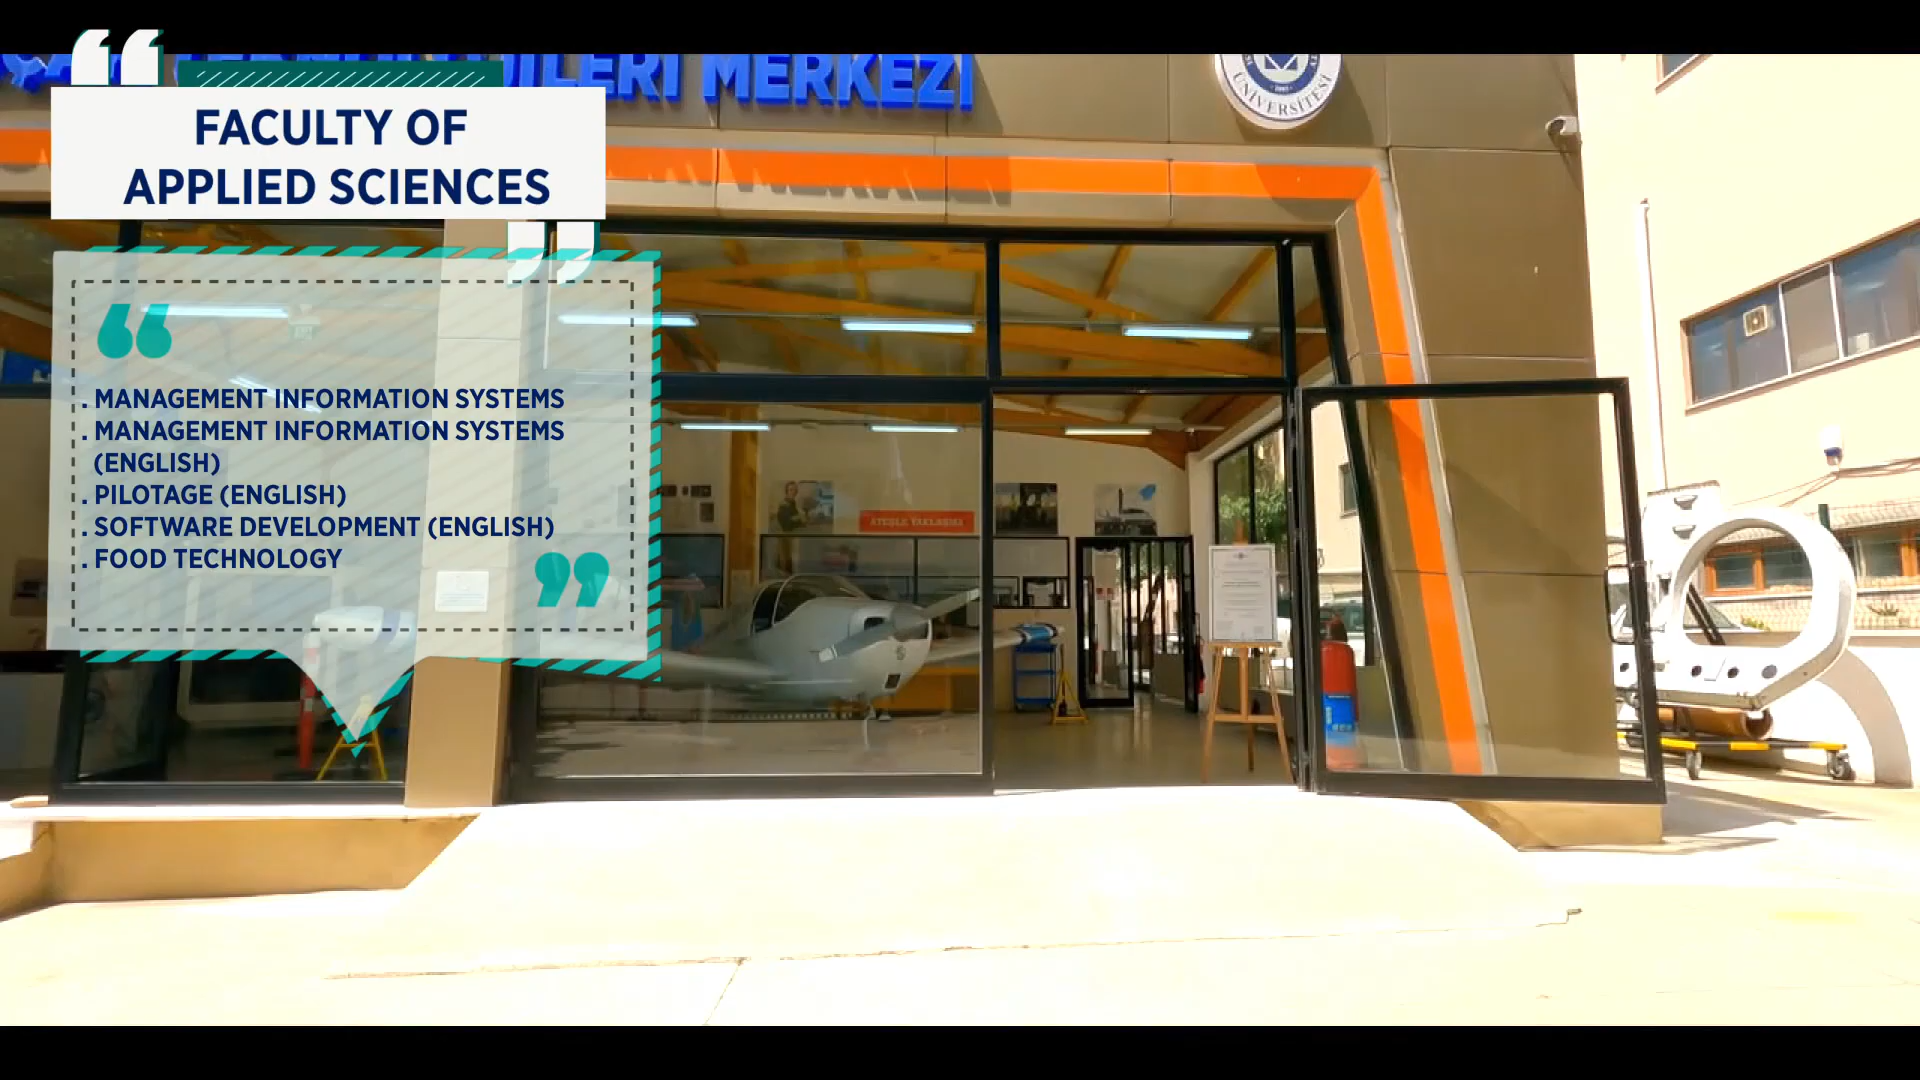 MERKEZİ
ÜNİVERSİTESİ
FACULTY OF
APPLIED SCIENCES
. MANAGEMENT INFORMATION SYSTEMS
. MANAGEMENT INFORMATION SYSTEMS
(ENGLISH)
. PILOTAGE (ENGLISH)
. SOFTWARE DEVELOPMENT (ENGLISH)
. FOOD TECHNOLOGY